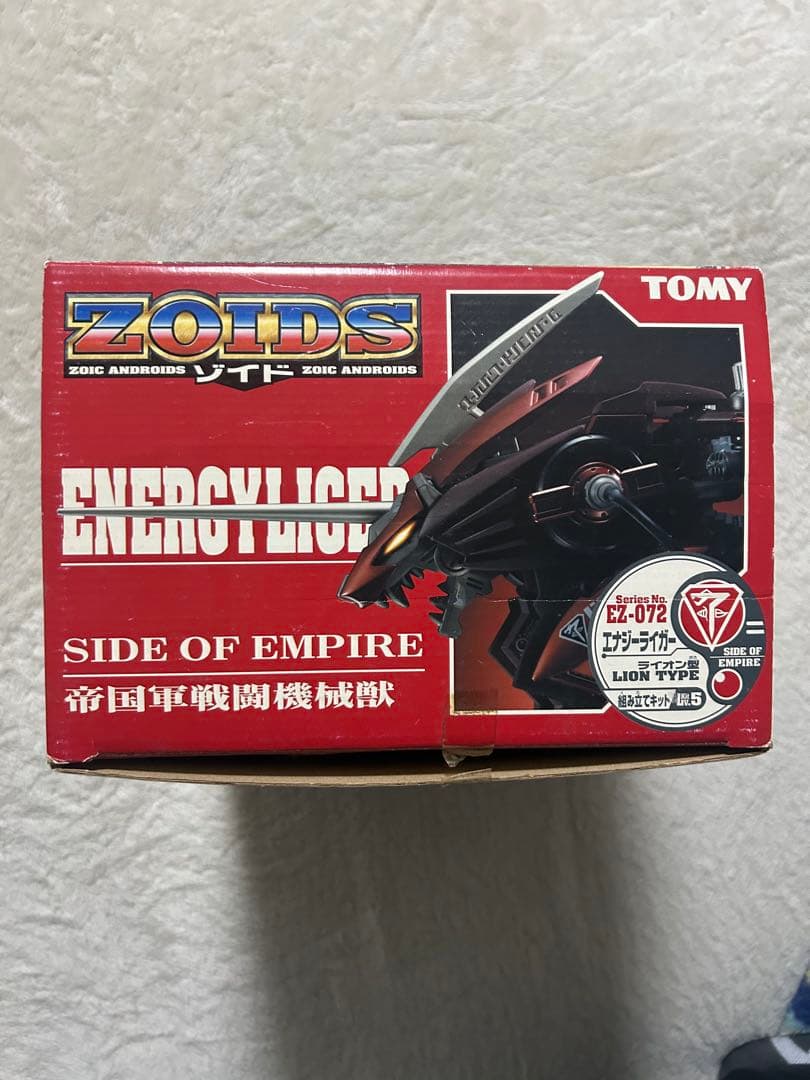 TOMY
ZOIDS
ZOIC ANDROIDS ゾイド ZOIC ANDROIDS
ENERGYLIGER
SIDE OF EMPIRE
帝国軍戦闘機械獣
Series No.
EZ-072
エナジーライガー
ライオン型
LION TYPE
組み立てキット LV.5
SIDE OF
EMPIRE